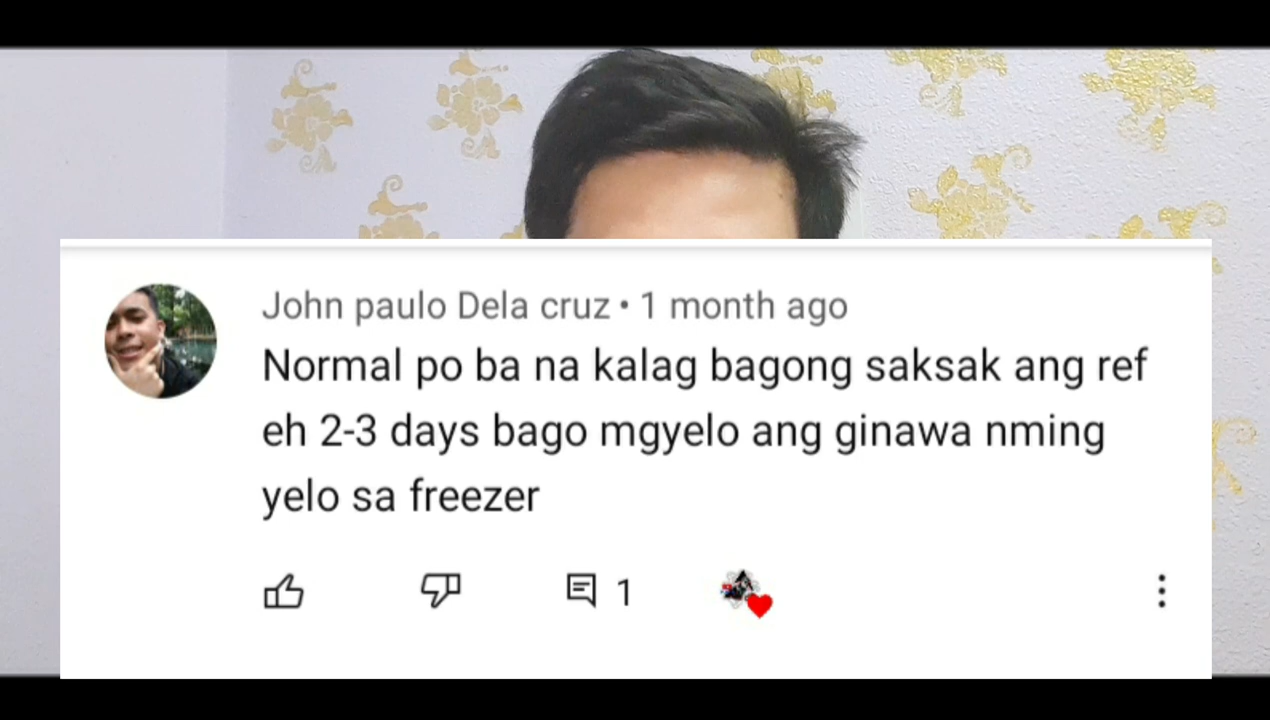 John paulo Dela cruz • 1 month ago
Normal po ba na kalag bagong saksak ang ref
eh 2-3 days bago mgyelo ang ginawa nming
yelo sa freezer
1